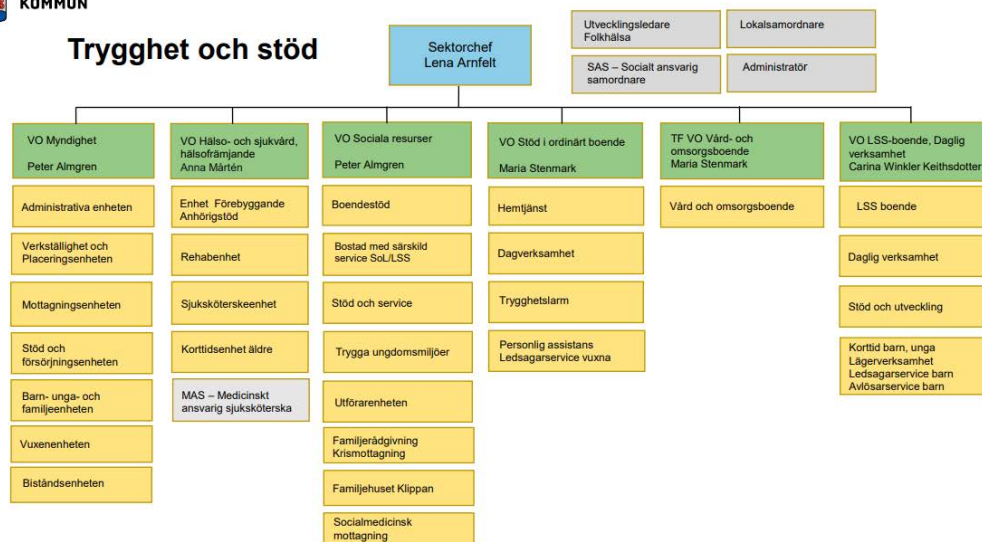 KOMMUN
Trygghet och stöd
Sektorchef
Lena Arnfelt
Utvecklingsledare
Folkhälsa
Lokalsamordnare
SAS – Socialt ansvarig
samordnare
Administratör
VO Myndighet
Peter Almgren
Administrativa enheten
Verkställighet och
Placeringsenheten
Mottagningsenheten
Stöd och
försörjningsenheten
Barn- unga- och
familjeenheten
Vuxenenheten
Biståndsenheten
VO Hälso- och sjukvård,
hälsofrämjande
Anna Mårtén
Enhet Förebyggande
Anhörigstöd
Rehabenhet
Sjuksköterskeenhet
Korttidsenhet äldre
MAS – Medicinskt
ansvarig sjuksköterska
VO Sociala resurser
Peter Almgren
Boendestöd
Bostad med särskild
service SoL/LSS
Stöd och service
Trygga ungdomsmiljöer
Utförarenheten
Familjerådgivning
Krismottagning
Familjehuset Klippan
Socialmedicinsk
mottagning
VO Stöd i ordinärt boende
Maria Stenmark
Hemtjänst
Dagverksamhet
Trygghetslarm
Personlig assistans
Ledsagarservice vuxna
TF VO Vård- och
omsorgsboende
Maria Stenmark
Vård och omsorgsboende
VO LSS-boende, Daglig
verksamhet
Carina Winkler Keithsdotter
LSS boende
Daglig verksamhet
Stöd och utveckling
Korttid barn, unga
Lägerverksamhet
Ledsagarservice barn
Avlösarservice barn